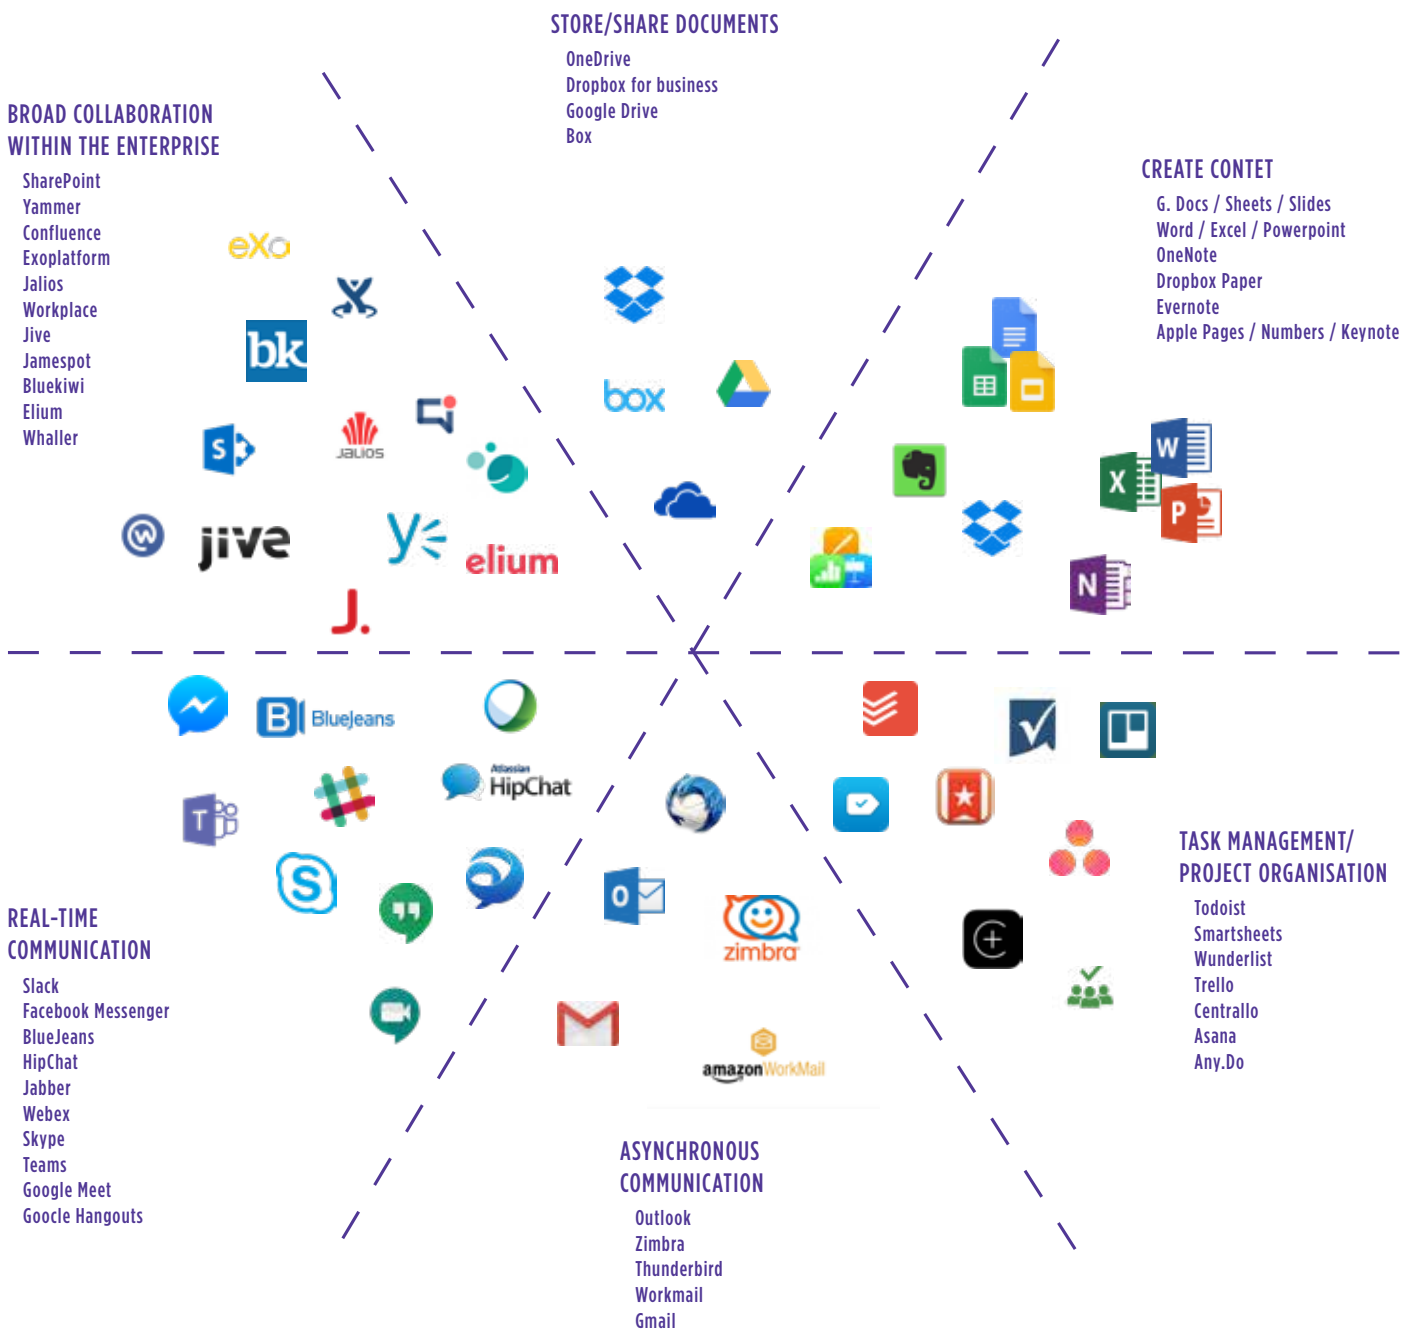 STORE/SHARE DOCUMENTS
OneDrive
Dropbox for business
Google Drive
Box
BROAD COLLABORATION
WITHIN THE ENTERPRISE
SharePoint
Yammer
Confluence
Exoplatform
Jalios
Workplace
Jive
Jamespot
Bluekiwi
Elium
Whaller
CREATE CONTET
G. Docs / Sheets / Slides
Word / Excel / Powerpoint
OneNote
Dropbox Paper
Evernote
Apple Pages / Numbers / Keynote
eXo
bk
box
S
JALIOS
W
X
P
jive
elium
N
J.
B BlueJeans
Atlassian
HipChat
T
S
O
zimbra
amazonWorkMail
TASK MANAGEMENT/
PROJECT ORGANISATION
Todoist
Smartsheets
Wunderlist
Trello
Centrallo
Asana
Any.Do
REAL-TIME
COMMUNICATION
Slack
Facebook Messenger
BlueJeans
HipChat
Jabber
Webex
Skype
Teams
Google Meet
Goocle Hangouts
ASYNCHRONOUS
COMMUNICATION
Outlook
Zimbra
Thunderbird
Workmail
Gmail